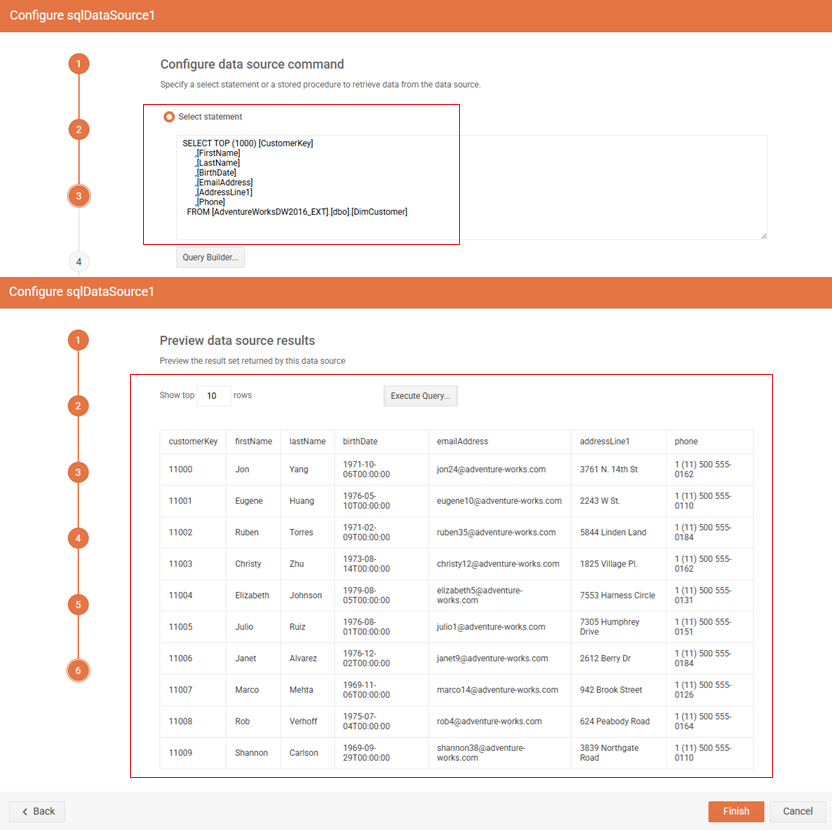 Configure sqlDataSource1
1
Configure data source command
Specify a select statement or a stored procedure to retrieve data from the data source.
Select statement
2
SELECT TOP (1000) [CustomerKey]
,[FirstName]
,[LastName]
,[BirthDate]
,[EmailAddress]
3
,[AddressLine1]
,[Phone]
FROM [AdventureWorksDW2016_EXT].[dbo].[DimCustomer]
4
Query Builder...
Configure sqlDataSource1
1
Preview data source results
Preview the result set returned by this data source
Show top 10 rows Execute Query...
2
customerKey firstName lastName birthDate emailAddress addressLine1 phone
3
11000 Jon Yang 1971-10-06T00:00:00 jon24@adventure-works.com 3761 N. 14th St 1 (11) 500 555-0162
11001 Eugene Huang 1976-05-10T00:00:00 eugene10@adventure-works.com 2243 W St. 1 (11) 500 555-0110
4
11002 Ruben Torres 1971-02-09T00:00:00 ruben35@adventure-works.com 5844 Linden Land 1 (11) 500 555-0184
11003 Christy Zhu 1973-08-14T00:00:00 christy12@adventure-works.com 1825 Village Pl. 1 (11) 500 555-0162
5
11004 Elizabeth Johnson 1979-08-05T00:00:00 elizabeth5@adventure-works.com 7553 Harness Circle 1 (11) 500 555-0131
11005 Julio Ruiz 1976-08-01T00:00:00 julio1@adventure-works.com 7305 Humphrey Drive 1 (11) 500 555-0151
6
11006 Janet Alvarez 1976-12-02T00:00:00 janet9@adventure-works.com 2612 Berry Dr 1 (11) 500 555-0184
11007 Marco Mehta 1969-11-06T00:00:00 marco14@adventure-works.com 942 Brook Street 1 (11) 500 555-0126
11008 Rob Verhoff 1975-07-04T00:00:00 rob4@adventure-works.com 624 Peabody Road 1 (11) 500 555-0164
11009 Shannon Carlson 1969-09-29T00:00:00 shannon38@adventure-works.com 3839 Northgate Road 1 (11) 500 555-0110
Back Finish Cancel